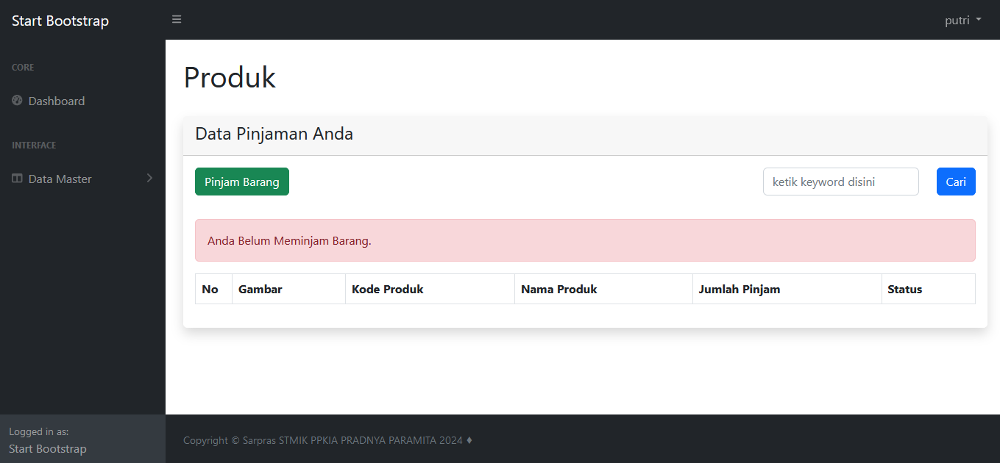 Start Bootstrap
putri
CORE
Dashboard
INTERFACE
Data Master
Produk
Data Pinjaman Anda
Pinjam Barang
ketik keyword disini
Cari
Anda Belum Meminjam Barang.
No Gambar Kode Produk Nama Produk Jumlah Pinjam Status
Logged in as:
Start Bootstrap
Copyright © Sarpras STMIK PPKIA PRADNYA PARAMITA 2024 ♦